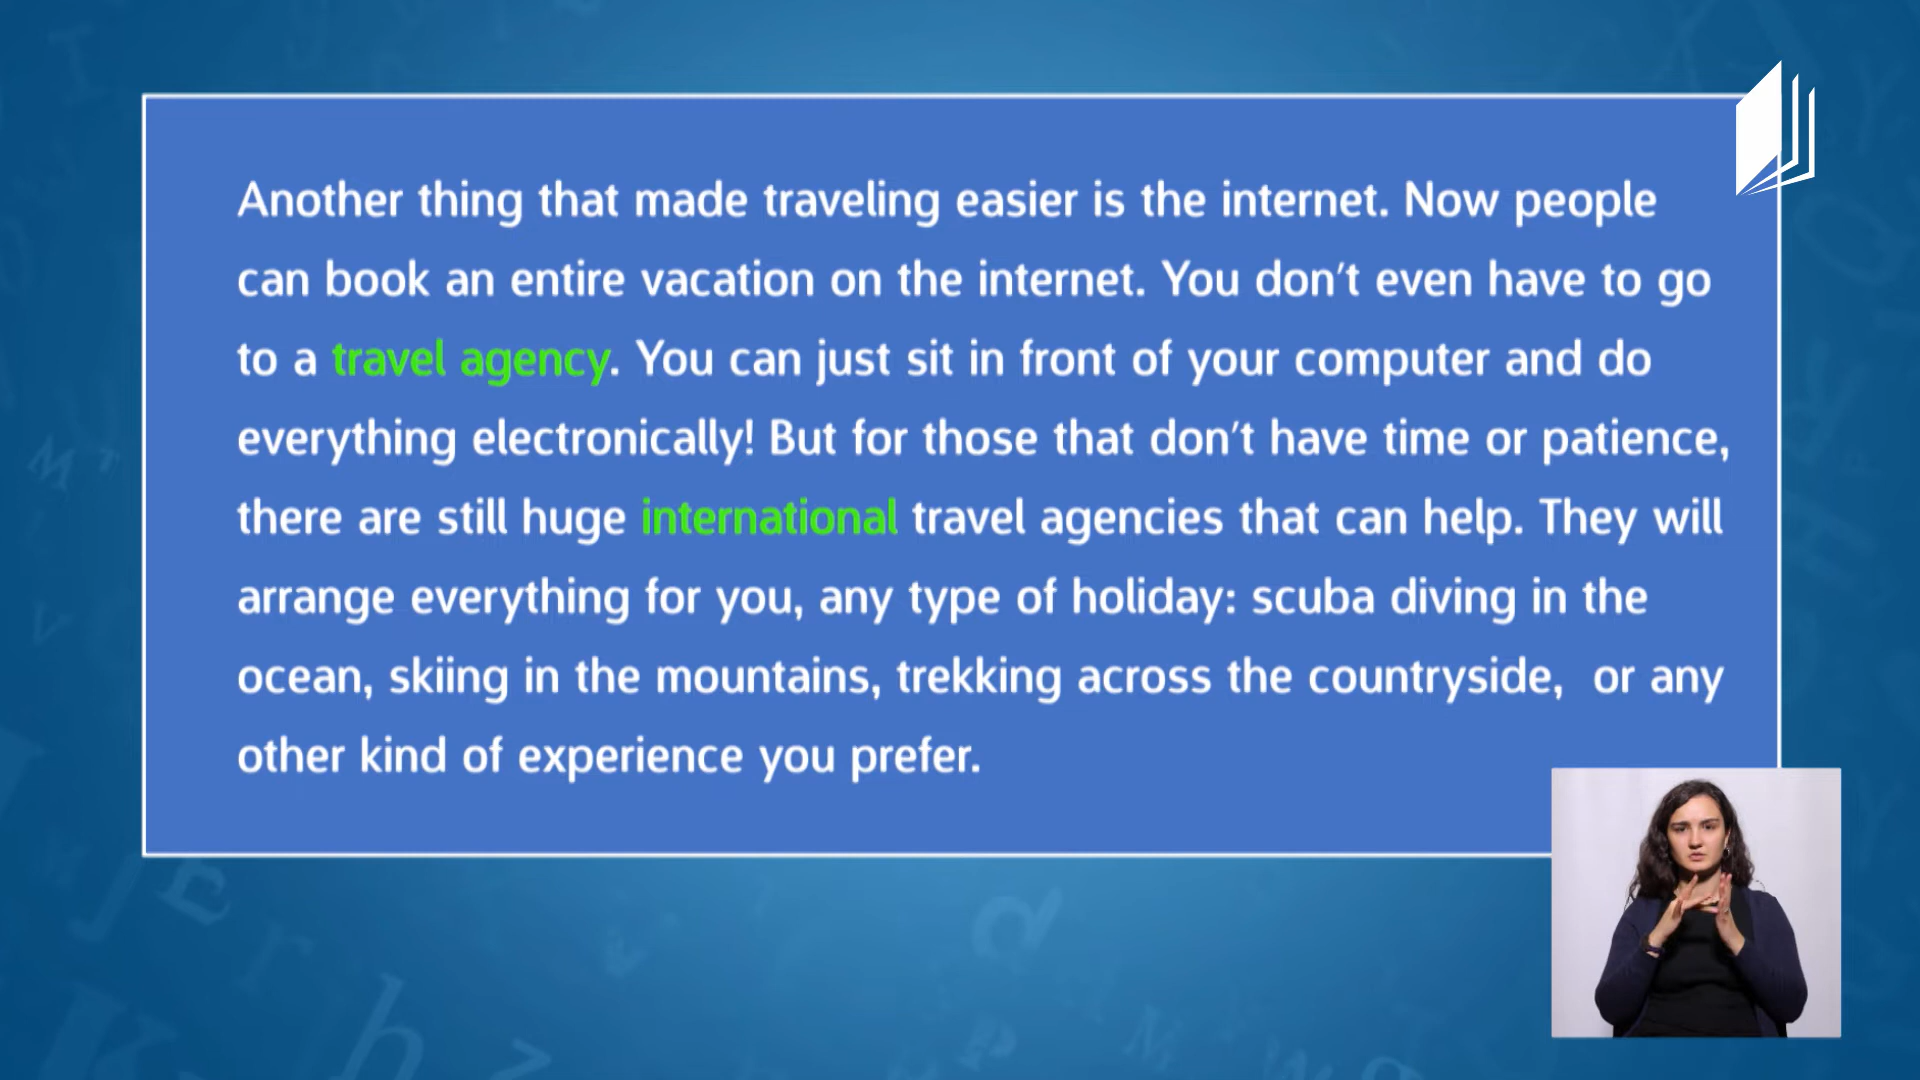 Another thing that made traveling easier is the internet. Now people
can book an entire vacation on the internet. You don’t even have to go
to a travel agency. You can just sit in front of your computer and do
everything electronically! But for those that don’t have time or patience,
there are still huge international travel agencies that can help. They will
arrange everything for you, any type of holiday: scuba diving in the
ocean, skiing in the mountains, trekking across the countryside,  or any
other kind of experience you prefer.